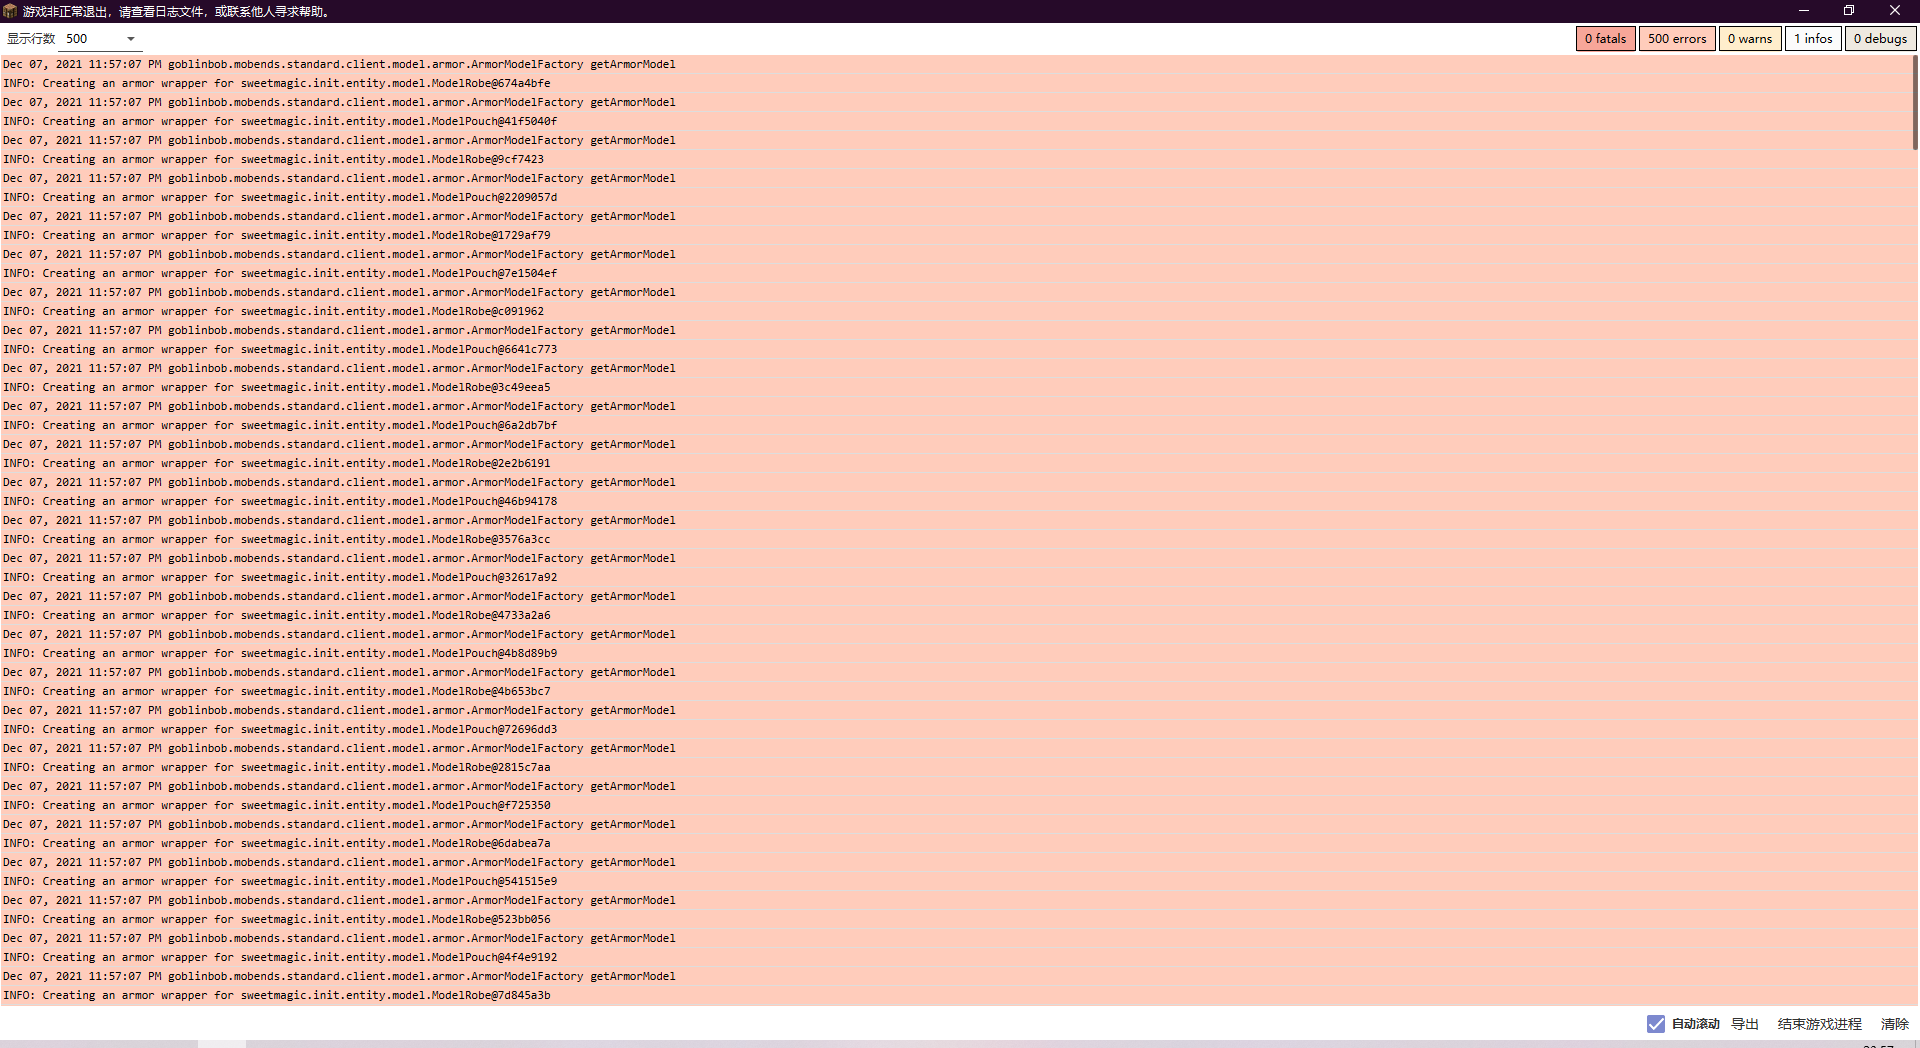 游戏非正常退出，请查看日志文件，或联系他人寻求帮助。
显示行数 500 0 fatals 500 errors 0 warns 1 infos 0 debugs
Dec 07, 2021 11:57:07 PM goblinbob.mobends.standard.client.model.armor.ArmorModelFactory getArmorModel
INFO: Creating an armor wrapper for sweetmagic.init.entity.model.ModelRobe@674a4bfe
Dec 07, 2021 11:57:07 PM goblinbob.mobends.standard.client.model.armor.ArmorModelFactory getArmorModel
INFO: Creating an armor wrapper for sweetmagic.init.entity.model.ModelPouch@41f5040f
Dec 07, 2021 11:57:07 PM goblinbob.mobends.standard.client.model.armor.ArmorModelFactory getArmorModel
INFO: Creating an armor wrapper for sweetmagic.init.entity.model.ModelRobe@9cf7423
Dec 07, 2021 11:57:07 PM goblinbob.mobends.standard.client.model.armor.ArmorModelFactory getArmorModel
INFO: Creating an armor wrapper for sweetmagic.init.entity.model.ModelPouch@2209057d
Dec 07, 2021 11:57:07 PM goblinbob.mobends.standard.client.model.armor.ArmorModelFactory getArmorModel
INFO: Creating an armor wrapper for sweetmagic.init.entity.model.ModelRobe@1729af79
Dec 07, 2021 11:57:07 PM goblinbob.mobends.standard.client.model.armor.ArmorModelFactory getArmorModel
INFO: Creating an armor wrapper for sweetmagic.init.entity.model.ModelPouch@7e1504ef
Dec 07, 2021 11:57:07 PM goblinbob.mobends.standard.client.model.armor.ArmorModelFactory getArmorModel
INFO: Creating an armor wrapper for sweetmagic.init.entity.model.ModelRobe@c091962
Dec 07, 2021 11:57:07 PM goblinbob.mobends.standard.client.model.armor.ArmorModelFactory getArmorModel
INFO: Creating an armor wrapper for sweetmagic.init.entity.model.ModelPouch@6641c773
Dec 07, 2021 11:57:07 PM goblinbob.mobends.standard.client.model.armor.ArmorModelFactory getArmorModel
INFO: Creating an armor wrapper for sweetmagic.init.entity.model.ModelRobe@3c49eea5
Dec 07, 2021 11:57:07 PM goblinbob.mobends.standard.client.model.armor.ArmorModelFactory getArmorModel
INFO: Creating an armor wrapper for sweetmagic.init.entity.model.ModelPouch@6a2db7bf
Dec 07, 2021 11:57:07 PM goblinbob.mobends.standard.client.model.armor.ArmorModelFactory getArmorModel
INFO: Creating an armor wrapper for sweetmagic.init.entity.model.ModelRobe@2e2b6191
Dec 07, 2021 11:57:07 PM goblinbob.mobends.standard.client.model.armor.ArmorModelFactory getArmorModel
INFO: Creating an armor wrapper for sweetmagic.init.entity.model.ModelPouch@46b94178
Dec 07, 2021 11:57:07 PM goblinbob.mobends.standard.client.model.armor.ArmorModelFactory getArmorModel
INFO: Creating an armor wrapper for sweetmagic.init.entity.model.ModelRobe@3576a3cc
Dec 07, 2021 11:57:07 PM goblinbob.mobends.standard.client.model.armor.ArmorModelFactory getArmorModel
INFO: Creating an armor wrapper for sweetmagic.init.entity.model.ModelPouch@32617a92
Dec 07, 2021 11:57:07 PM goblinbob.mobends.standard.client.model.armor.ArmorModelFactory getArmorModel
INFO: Creating an armor wrapper for sweetmagic.init.entity.model.ModelRobe@4733a2a6
Dec 07, 2021 11:57:07 PM goblinbob.mobends.standard.client.model.armor.ArmorModelFactory getArmorModel
INFO: Creating an armor wrapper for sweetmagic.init.entity.model.ModelPouch@4b8d89b9
Dec 07, 2021 11:57:07 PM goblinbob.mobends.standard.client.model.armor.ArmorModelFactory getArmorModel
INFO: Creating an armor wrapper for sweetmagic.init.entity.model.ModelRobe@4b653bc7
Dec 07, 2021 11:57:07 PM goblinbob.mobends.standard.client.model.armor.ArmorModelFactory getArmorModel
INFO: Creating an armor wrapper for sweetmagic.init.entity.model.ModelPouch@72696dd3
Dec 07, 2021 11:57:07 PM goblinbob.mobends.standard.client.model.armor.ArmorModelFactory getArmorModel
INFO: Creating an armor wrapper for sweetmagic.init.entity.model.ModelRobe@2815c7aa
Dec 07, 2021 11:57:07 PM goblinbob.mobends.standard.client.model.armor.ArmorModelFactory getArmorModel
INFO: Creating an armor wrapper for sweetmagic.init.entity.model.ModelPouch@f725350
Dec 07, 2021 11:57:07 PM goblinbob.mobends.standard.client.model.armor.ArmorModelFactory getArmorModel
INFO: Creating an armor wrapper for sweetmagic.init.entity.model.ModelRobe@6dabea7a
Dec 07, 2021 11:57:07 PM goblinbob.mobends.standard.client.model.armor.ArmorModelFactory getArmorModel
INFO: Creating an armor wrapper for sweetmagic.init.entity.model.ModelPouch@541515e9
Dec 07, 2021 11:57:07 PM goblinbob.mobends.standard.client.model.armor.ArmorModelFactory getArmorModel
INFO: Creating an armor wrapper for sweetmagic.init.entity.model.ModelRobe@523bb056
Dec 07, 2021 11:57:07 PM goblinbob.mobends.standard.client.model.armor.ArmorModelFactory getArmorModel
INFO: Creating an armor wrapper for sweetmagic.init.entity.model.ModelPouch@4f4e9192
Dec 07, 2021 11:57:07 PM goblinbob.mobends.standard.client.model.armor.ArmorModelFactory getArmorModel
INFO: Creating an armor wrapper for sweetmagic.init.entity.model.ModelRobe@7d845a3b
自动滚动 导出 结束游戏进程 清除